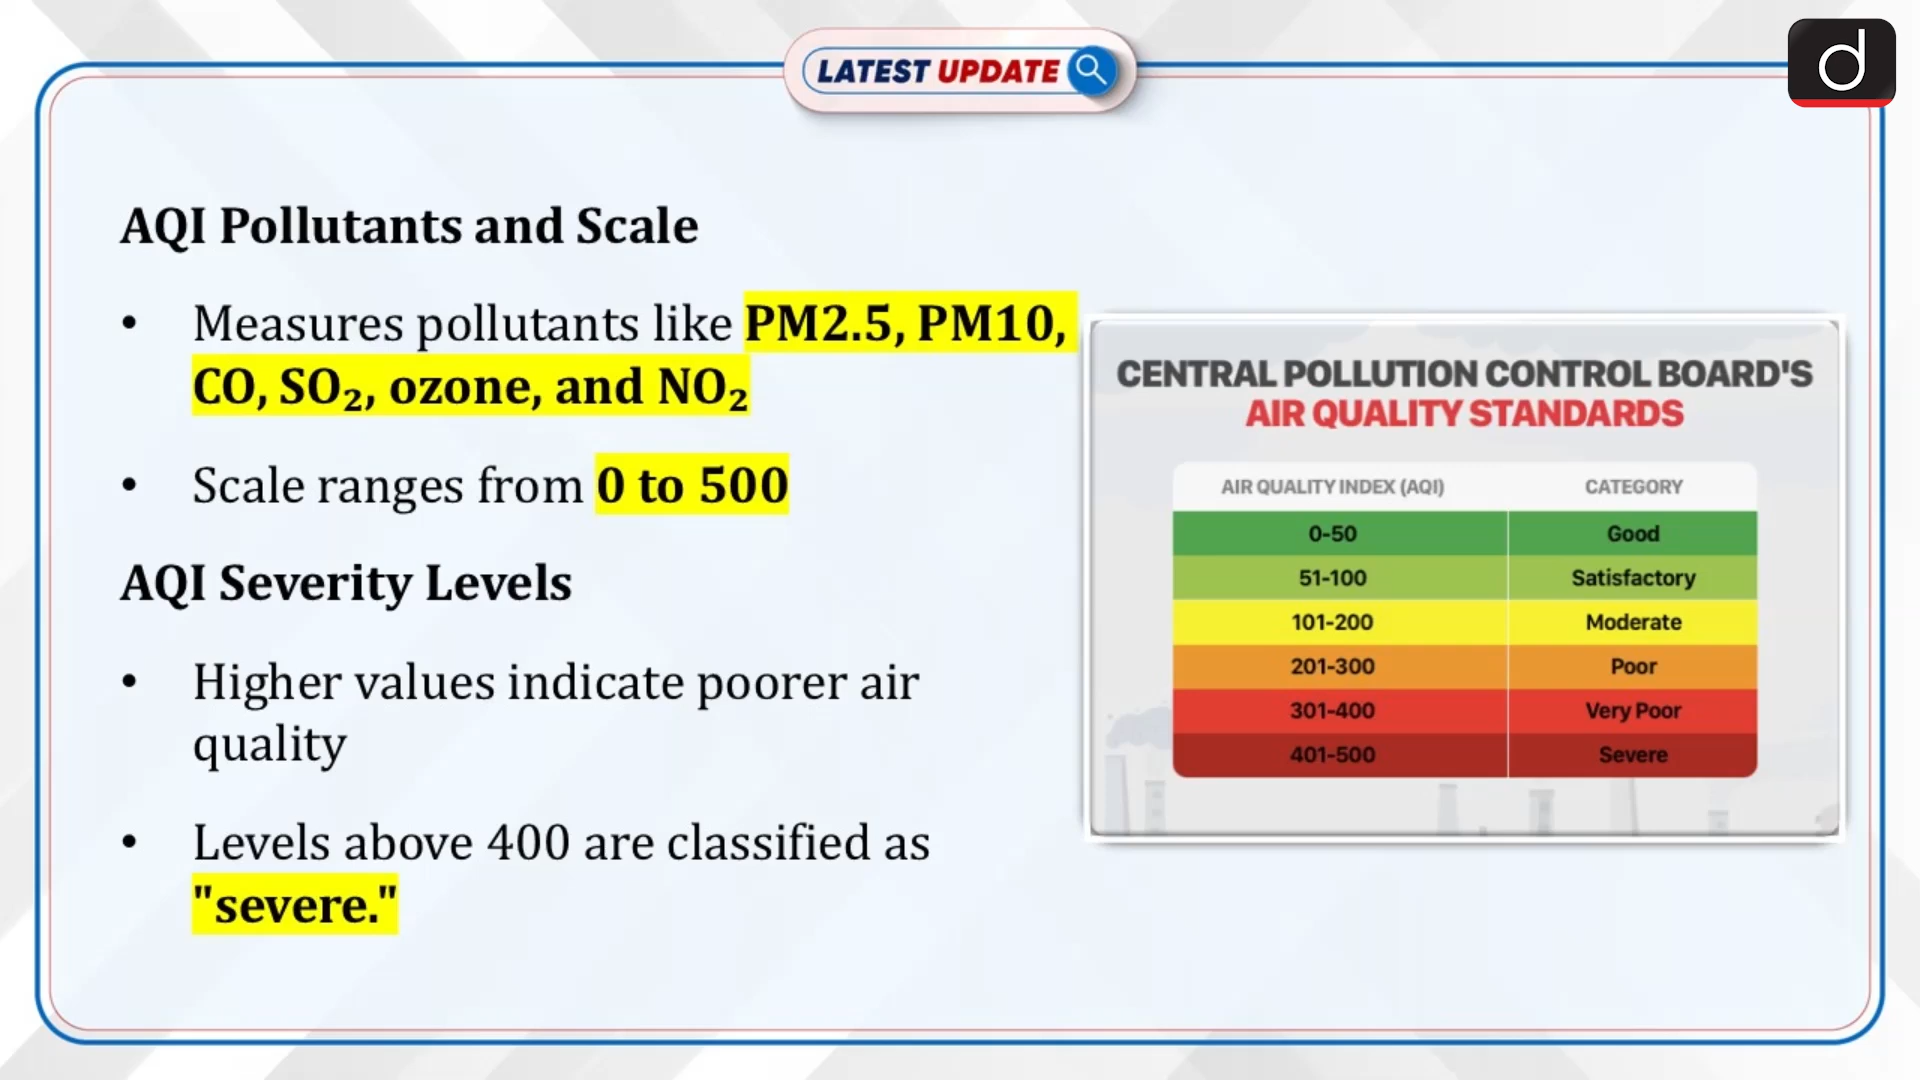 LATEST UPDATE
d
AQI Pollutants and Scale
• Measures pollutants like PM2.5, PM10,
CO, SO₂, ozone, and NO₂
• Scale ranges from 0 to 500
AQI Severity Levels
• Higher values indicate poorer air
quality
• Levels above 400 are classified as
"severe."
CENTRAL POLLUTION CONTROL BOARD'S
AIR QUALITY STANDARDS
AIR QUALITY INDEX (AQI) CATEGORY
0-50 Good
51-100 Satisfactory
101-200 Moderate
201-300 Poor
301-400 Very Poor
401-500 Severe